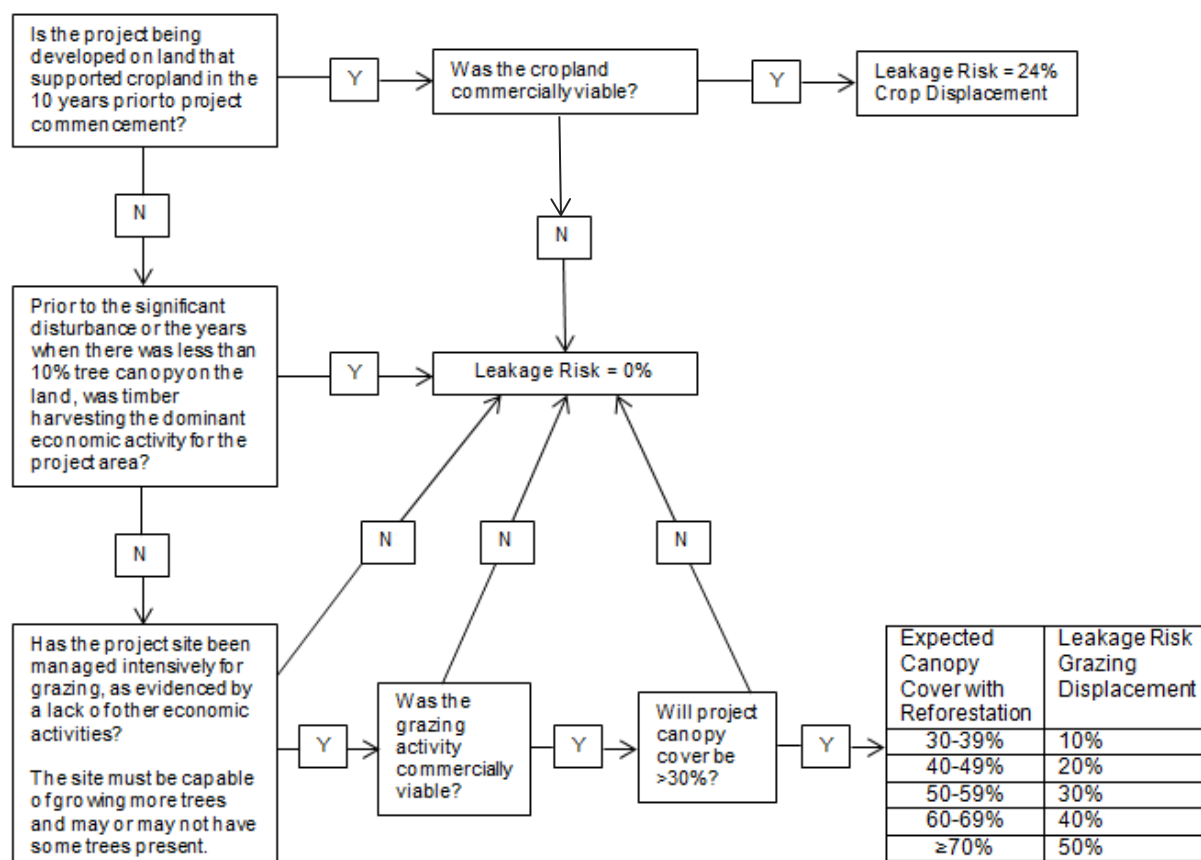 Is the project being
developed on land that
supported cropland in the
10 years prior to project
commencement?
Y
Was the cropland
commercially viable?
Y
Leakage Risk = 24%
Crop Displacement
N
N
Prior to the significant
disturbance or the years
when there was less than
10% tree canopy on the
land, was timber
harvesting the dominant
economic activity for the
project area?
Y
Leakage Risk = 0%
N
N
N
N
Has the project site been
managed intensively for
grazing, as evidenced by
a lack of other economic
activities?
The site must be capable
of growing more trees
and may or may not have
some trees present.
Y
Was the
grazing
activity
commercially
viable?
Y
Will project
canopy
cover be
>30%?
Y
Expected
Canopy
Cover with
Reforestation
Leakage Risk
Grazing
Displacement
30-39% 10%
40-49% 20%
50-59% 30%
60-69% 40%
≥70% 50%